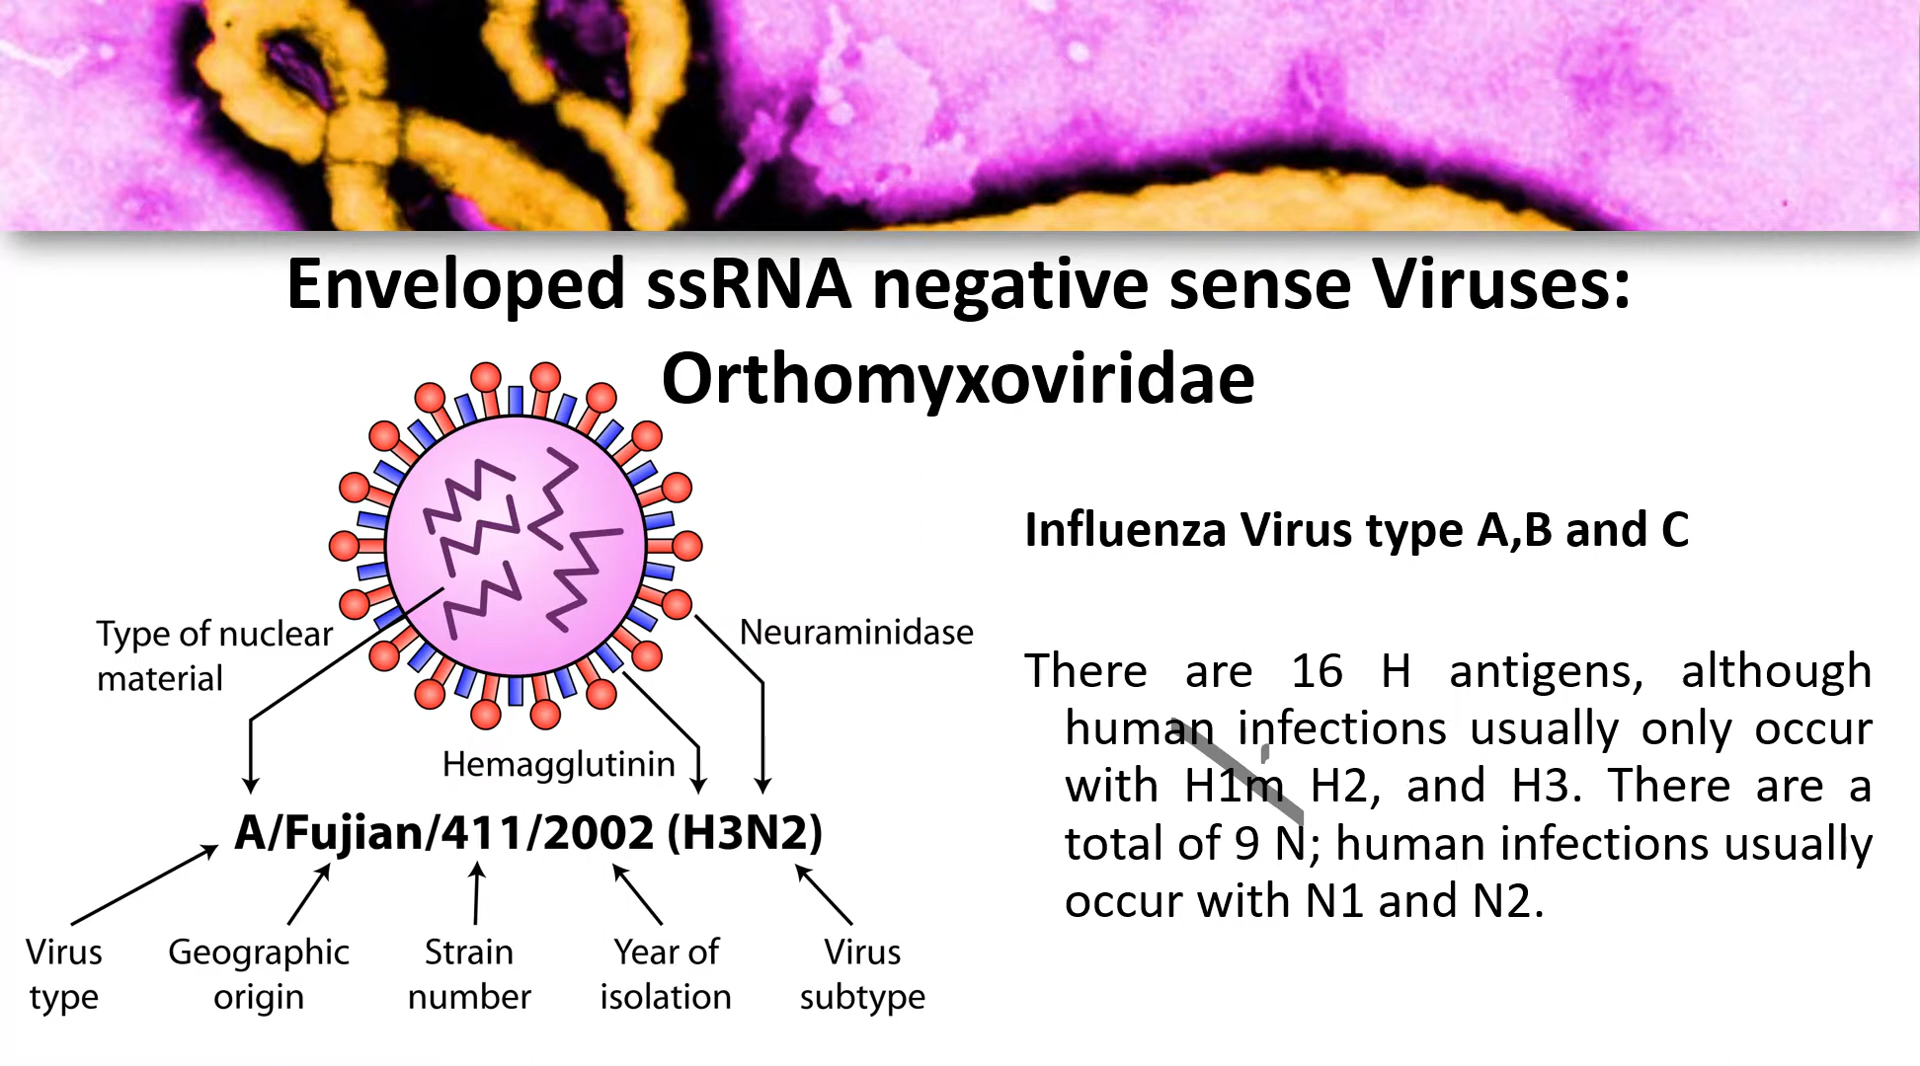 Enveloped ssRNA negative sense Viruses:
Orthomyxoviridae
Influenza Virus type A,B and C
Type of nuclear
material
Neuraminidase
Hemagglutinin
A/Fujian/411/2002 (H3N2)
Virus
type
Geographic
origin
Strain
number
Year of
isolation
Virus
subtype
There are 16 H antigens, although
human infections usually only occur
with H1m H2, and H3. There are a
total of 9 N; human infections usually
occur with N1 and N2.